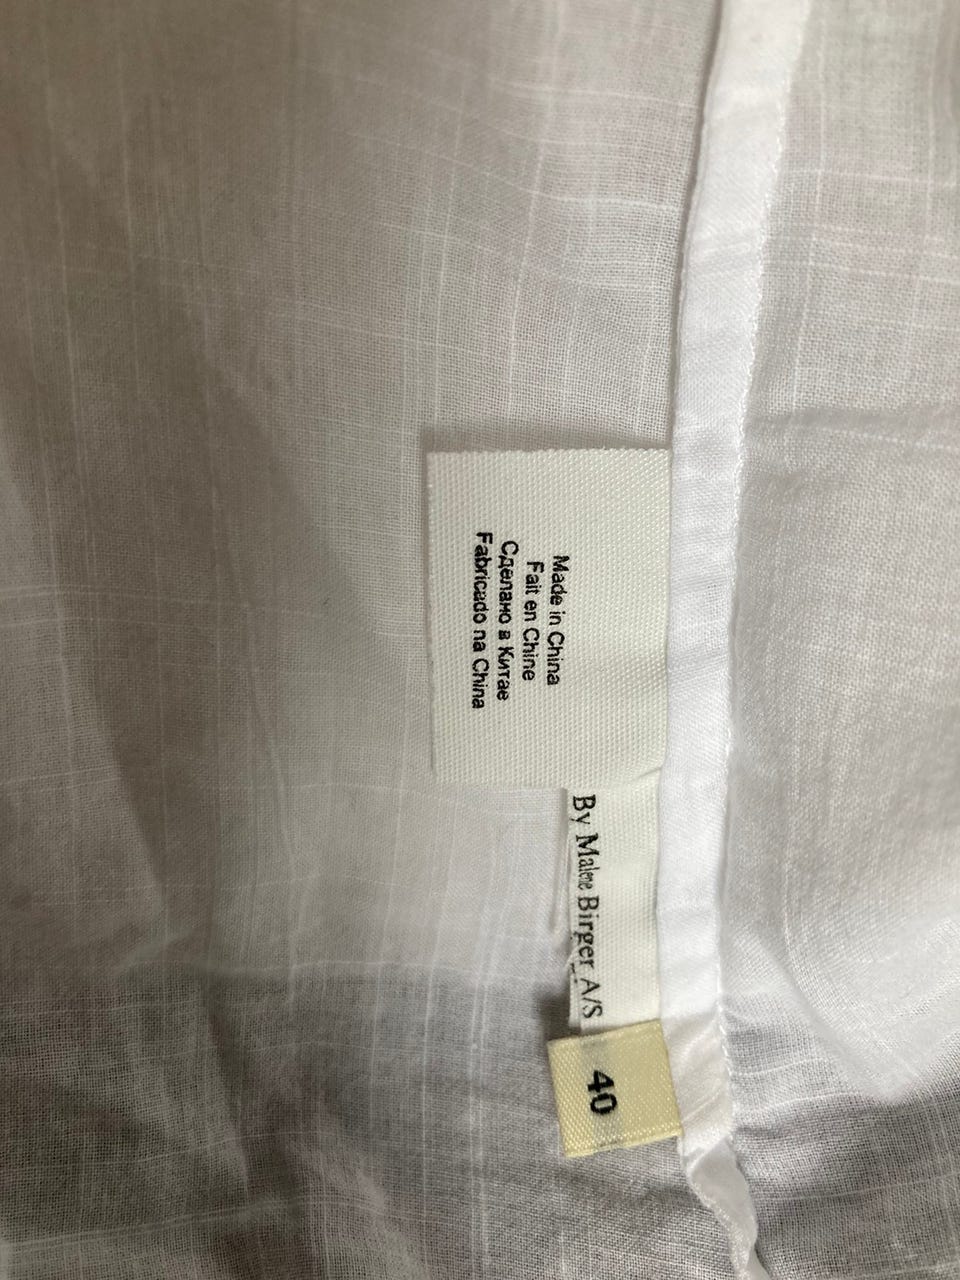 Made in China
Fait en Chine
Сделано в Китае
Fabricado na China
By Malene Birger A/S
40